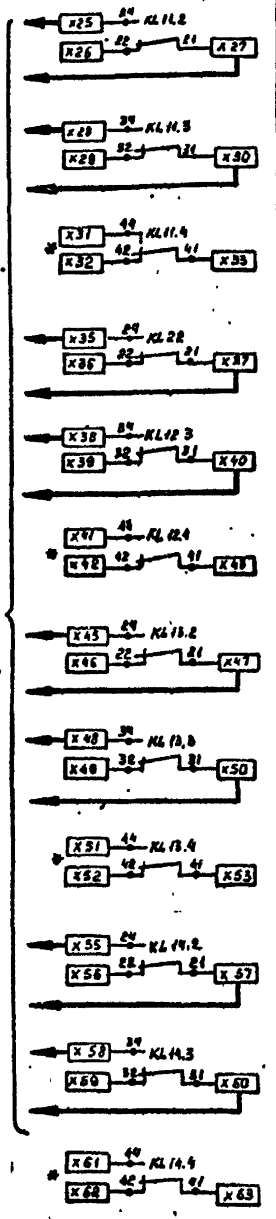 X25 24 KL11.2
X26 22 21 X27
X28 34 KL11.3
X29 32 31 X30
X31 44 KL11.4
* X32 42 41 X33
X35 24 KL22
X36 22 21 X37
X38 34 KL12.3
X39 32 31 X40
X41 44 KL12.4
* X42 42 41 X43
X45 24 KL13.2
X46 22 21 X47
X48 34 KL13.3
X49 32 31 X50
X51 44 KL13.4
* X52 42 41 X53
X55 24 KL14.2
X56 22 21 X57
X58 34 KL14.3
X59 32 31 X60
X61 44 KL14.4
* X62 42 41 X63